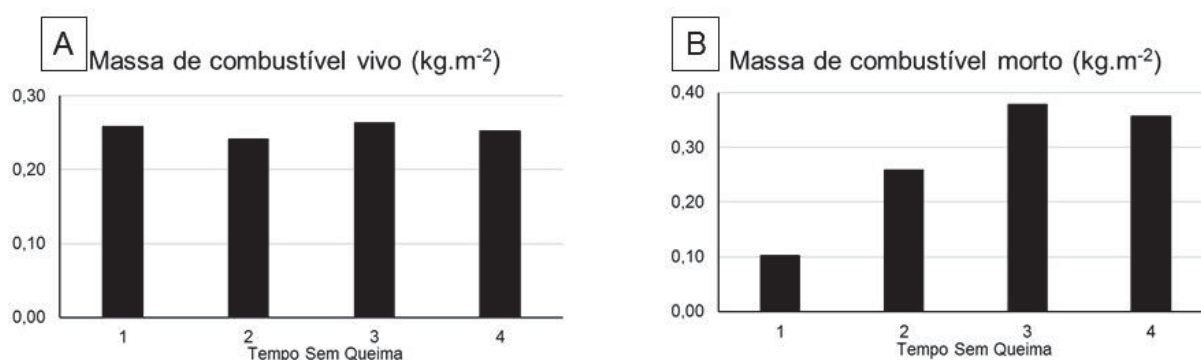 A
Massa de combustível vivo (kg.m-2)
0,30
0,20
0,10
0,00
1 2 3 4
Tempo Sem Queima
B
Massa de combustível morto (kg.m-2)
0,40
0,30
0,20
0,10
0,00
1 2 3 4
Tempo Sem Queima